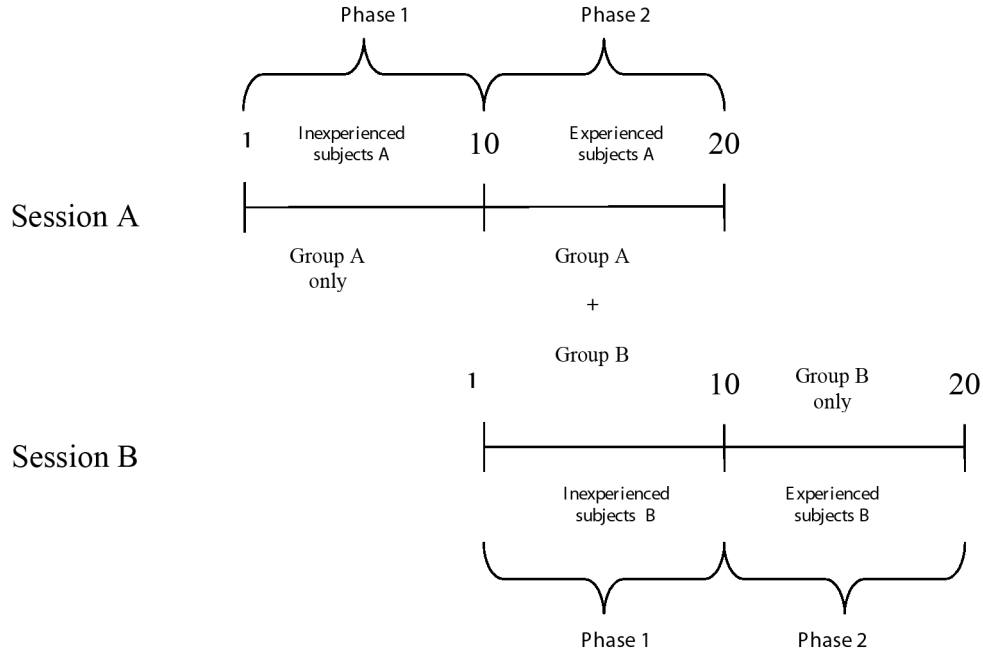 Phase 1
Phase 2
1
Inexperienced
subjects A
10
Experienced
subjects A
20
Session A
Group A
only
Group A
+
Group B
1
10
Group B
only
20
Session B
Inexperienced
subjects B
Experienced
subjects B
Phase 1
Phase 2